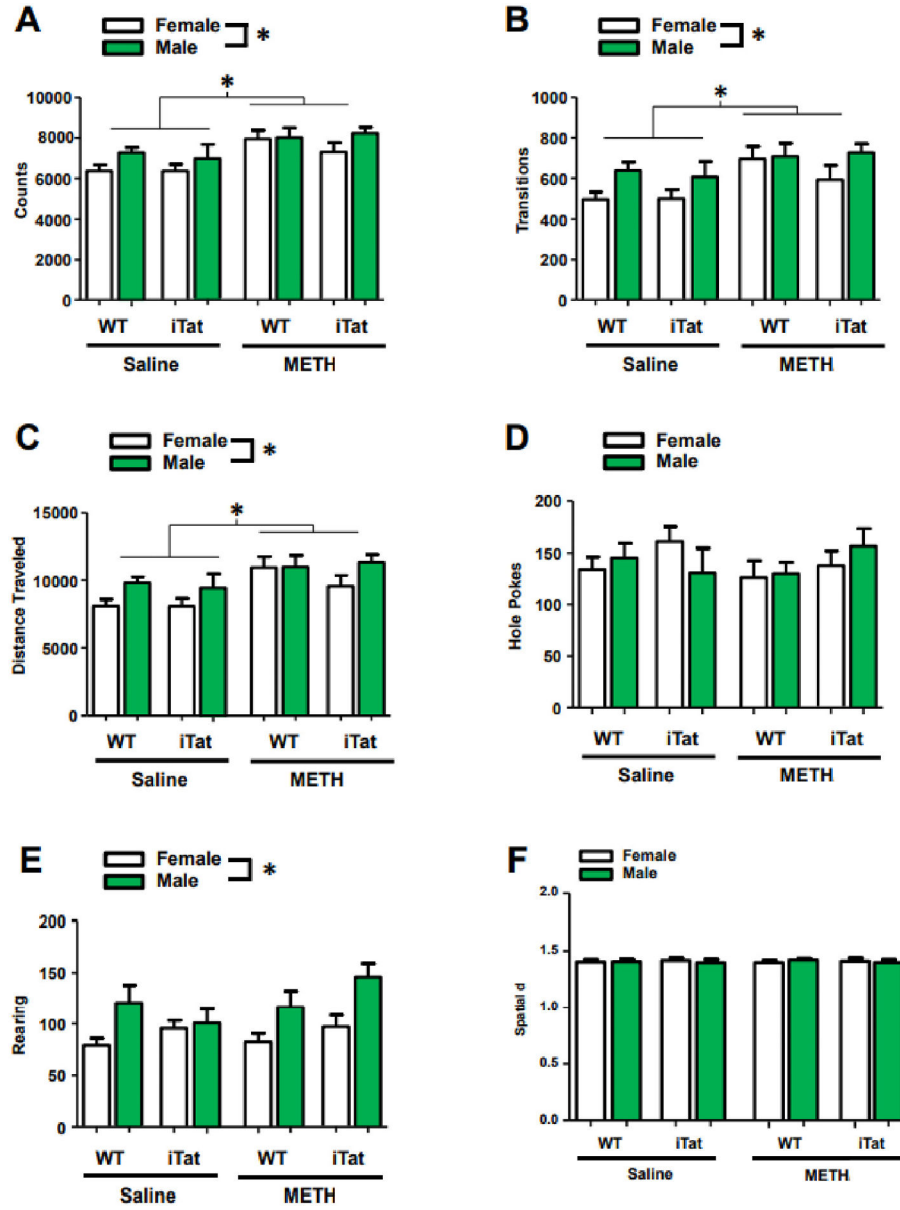 A
Female
Male
*
*
Counts
10000
8000
6000
4000
2000
0
WT iTat WT iTat
Saline METH
B
Female
Male
*
*
Transitions
1000
800
600
400
200
0
WT iTat WT iTat
Saline METH
C
Female
Male
*
*
Distance Traveled
15000
10000
5000
0
WT iTat WT iTat
Saline METH
D
Female
Male
Hole Pokes
200
150
100
50
0
WT iTat WT iTat
Saline METH
E
Female
Male
*
Rearing
200
150
100
50
0
WT iTat WT iTat
Saline METH
F
Female
Male
Spatial d
2.0
1.5
1.0
0.5
0.0
WT iTat WT iTat
Saline METH